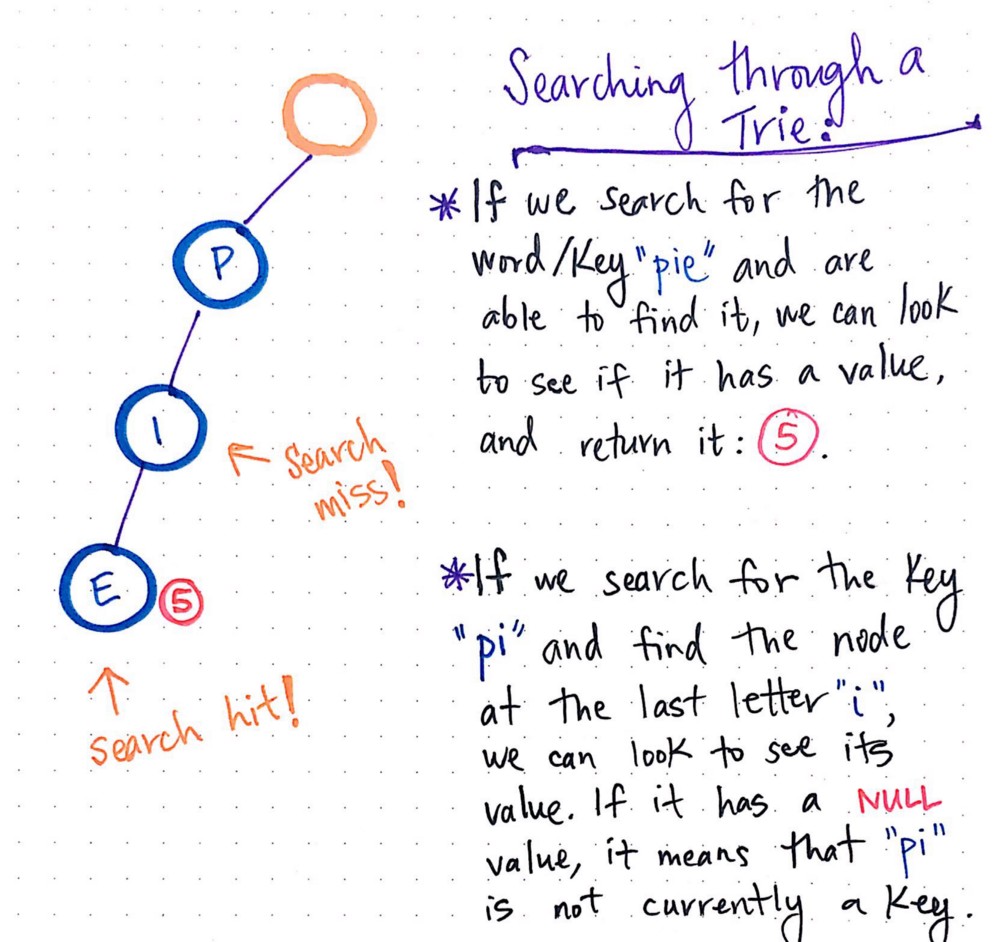 Searching through a
Trie:
*If we search for the
word/key "pie" and are
able to find it, we can look
to see if it has a value,
and return it: 5.
*If we search for the key
"pi" and find the node
at the last letter "i",
we can look to see its
value. If it has a NULL
value, it means that "pi"
is not currently a key.
P
I
← search
miss!
E 5
↑
search hit!